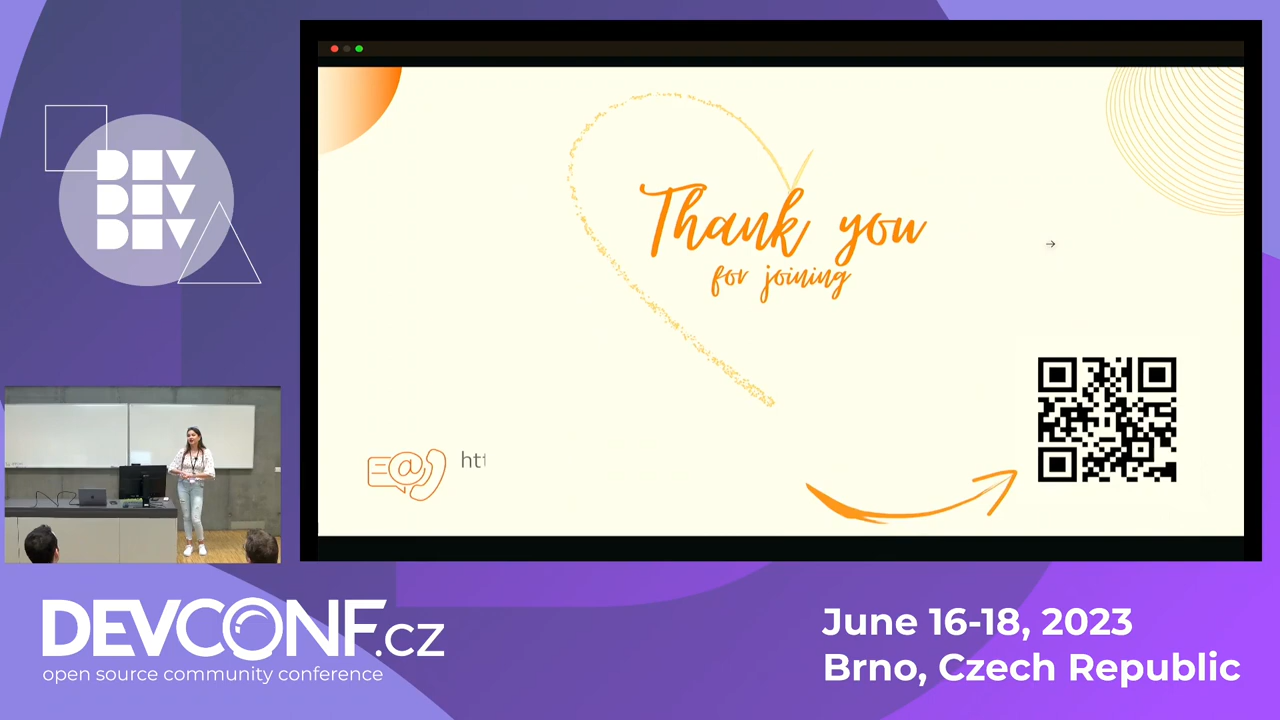 DEV
DEV
DEV
Thank you
for joining
htt
DEVCONF.cz
open source community conference
June 16-18, 2023
Brno, Czech Republic